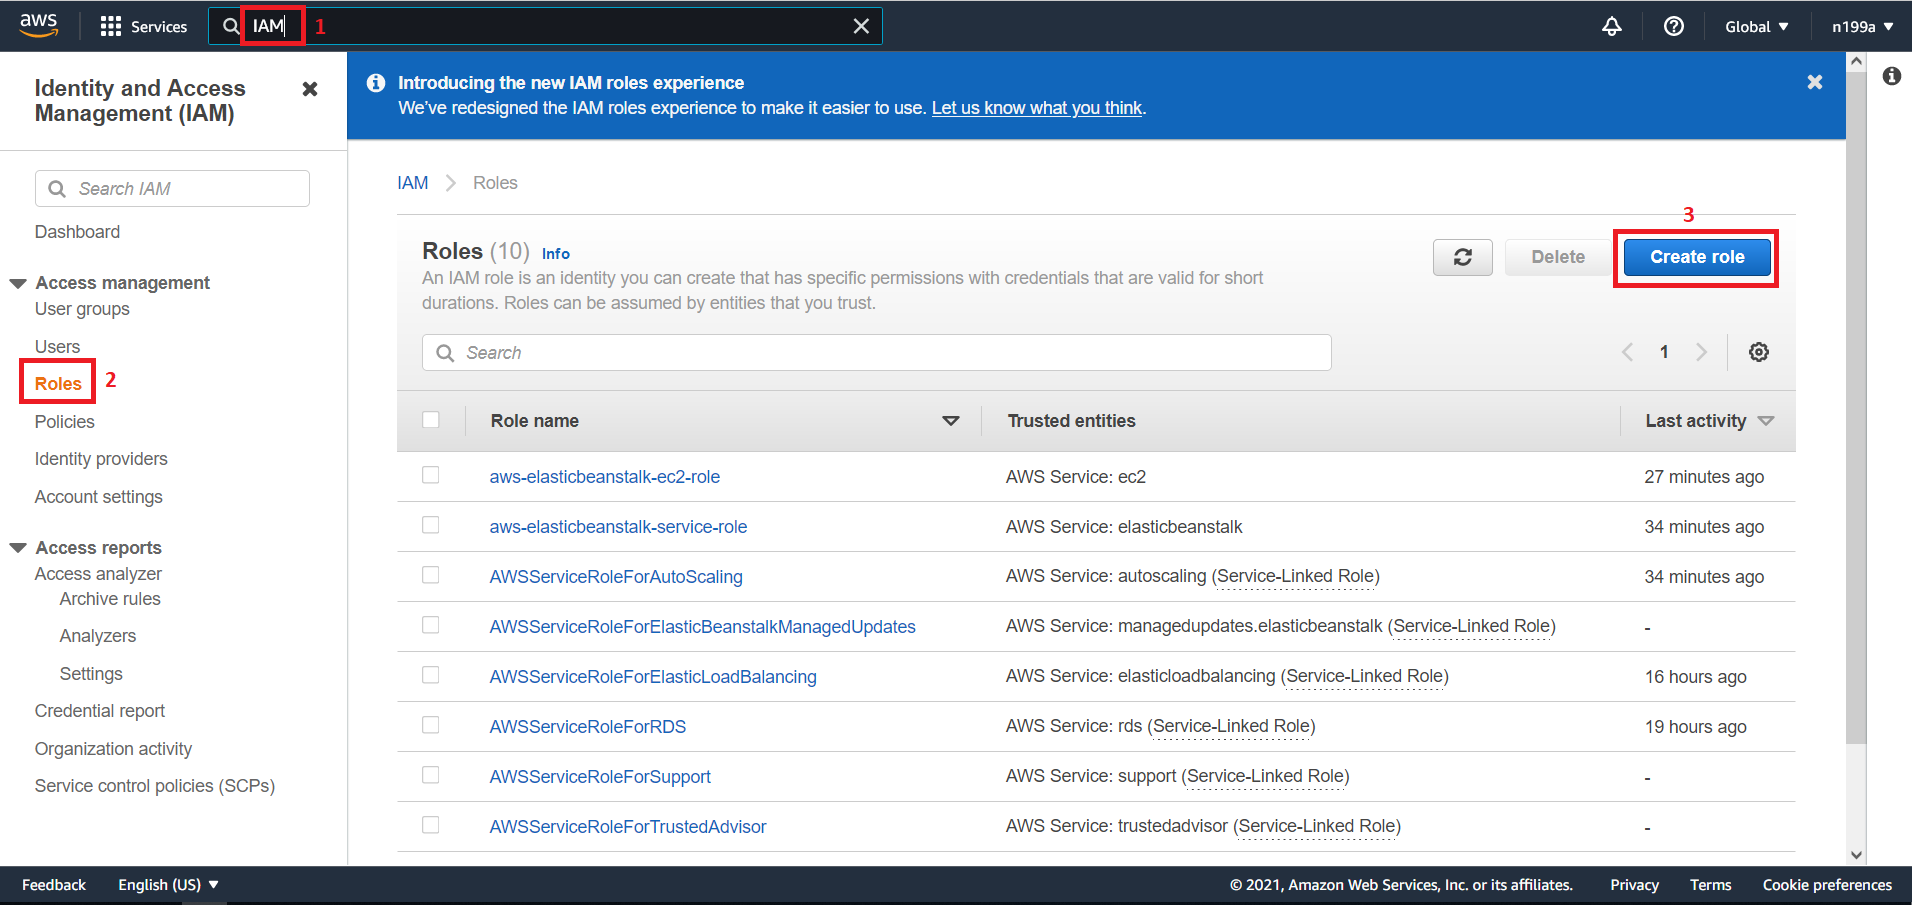 aws
Services
IAM
1
Global
n199a
Identity and Access
Management (IAM)
Search IAM
Dashboard
Access management
User groups
Users
Roles
2
Policies
Identity providers
Account settings
Access reports
Access analyzer
Archive rules
Analyzers
Settings
Credential report
Organization activity
Service control policies (SCPs)
Introducing the new IAM roles experience
We've redesigned the IAM roles experience to make it easier to use. Let us know what you think.
IAM > Roles
3
Roles (10) Info
An IAM role is an identity you can create that has specific permissions with credentials that are valid for short
durations. Roles can be assumed by entities that you trust.
Delete
Create role
Search
1
Role name Trusted entities Last activity
aws-elasticbeanstalk-ec2-role AWS Service: ec2 27 minutes ago
aws-elasticbeanstalk-service-role AWS Service: elasticbeanstalk 34 minutes ago
AWSServiceRoleForAutoScaling AWS Service: autoscaling (Service-Linked Role) 34 minutes ago
AWSServiceRoleForElasticBeanstalkManagedUpdates AWS Service: managedupdates.elasticbeanstalk (Service-Linked Role) -
AWSServiceRoleForElasticLoadBalancing AWS Service: elasticloadbalancing (Service-Linked Role) 16 hours ago
AWSServiceRoleForRDS AWS Service: rds (Service-Linked Role) 19 hours ago
AWSServiceRoleForSupport AWS Service: support (Service-Linked Role) -
AWSServiceRoleForTrustedAdvisor AWS Service: trustedadvisor (Service-Linked Role) -
Feedback English (US) © 2021, Amazon Web Services, Inc. or its affiliates. Privacy Terms Cookie preferences